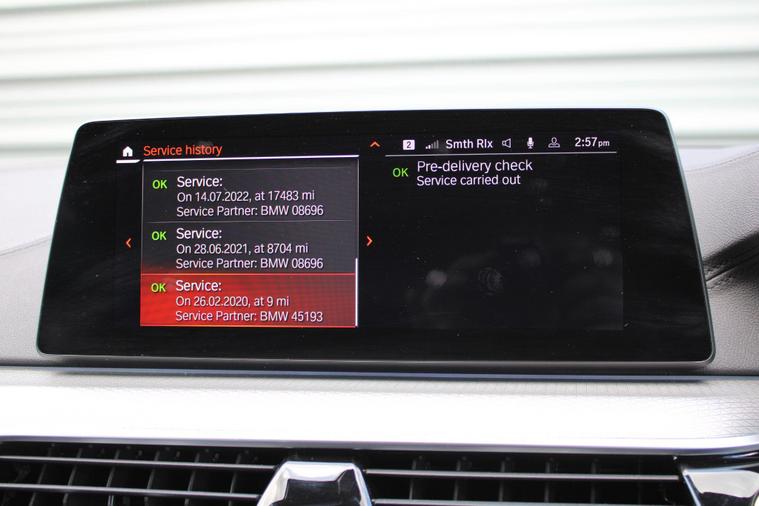 Service history
2 Smth Rlx 2:57pm
OK Service:
On 14.07.2022, at 17483 mi
Service Partner: BMW 08696
OK Service:
On 28.06.2021, at 8704 mi
Service Partner: BMW 08696
OK Service:
On 26.02.2020, at 9 mi
Service Partner: BMW 45193
OK Pre-delivery check
Service carried out